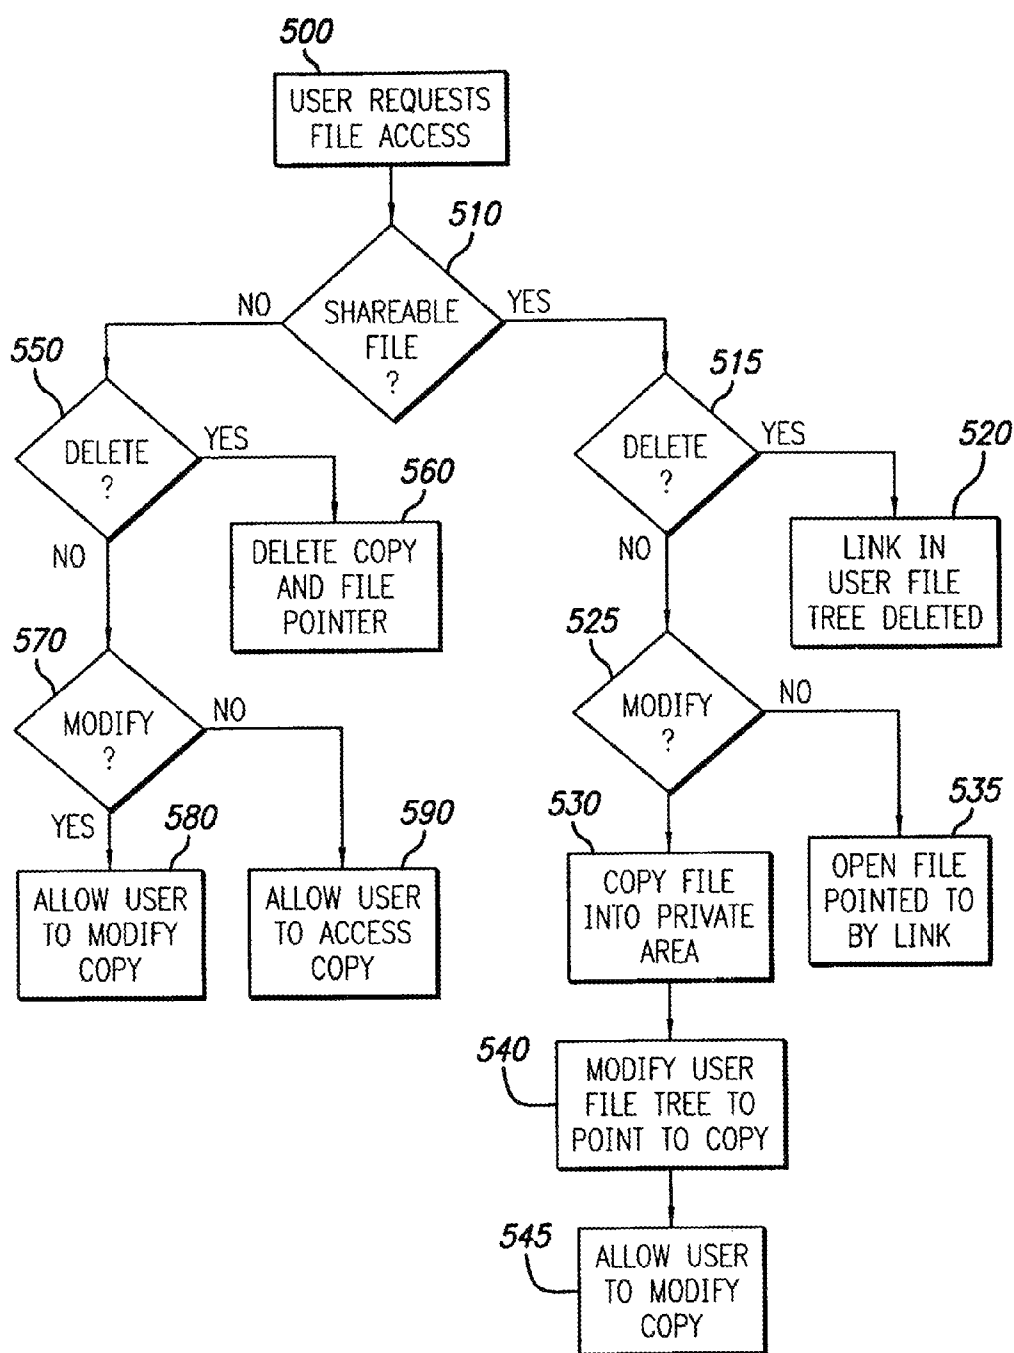 500
USER REQUESTS
FILE ACCESS
510
SHAREABLE
FILE
?
NO
YES
550
DELETE
?
YES
NO
560
DELETE COPY
AND FILE
POINTER
515
DELETE
?
YES
NO
520
LINK IN
USER FILE
TREE DELETED
570
MODIFY
?
NO
YES
580
ALLOW USER
TO MODIFY
COPY
590
ALLOW USER
TO ACCESS
COPY
525
MODIFY
?
NO
530
COPY FILE
INTO PRIVATE
AREA
535
OPEN FILE
POINTED TO
BY LINK
540
MODIFY USER
FILE TREE TO
POINT TO COPY
545
ALLOW USER
TO MODIFY
COPY